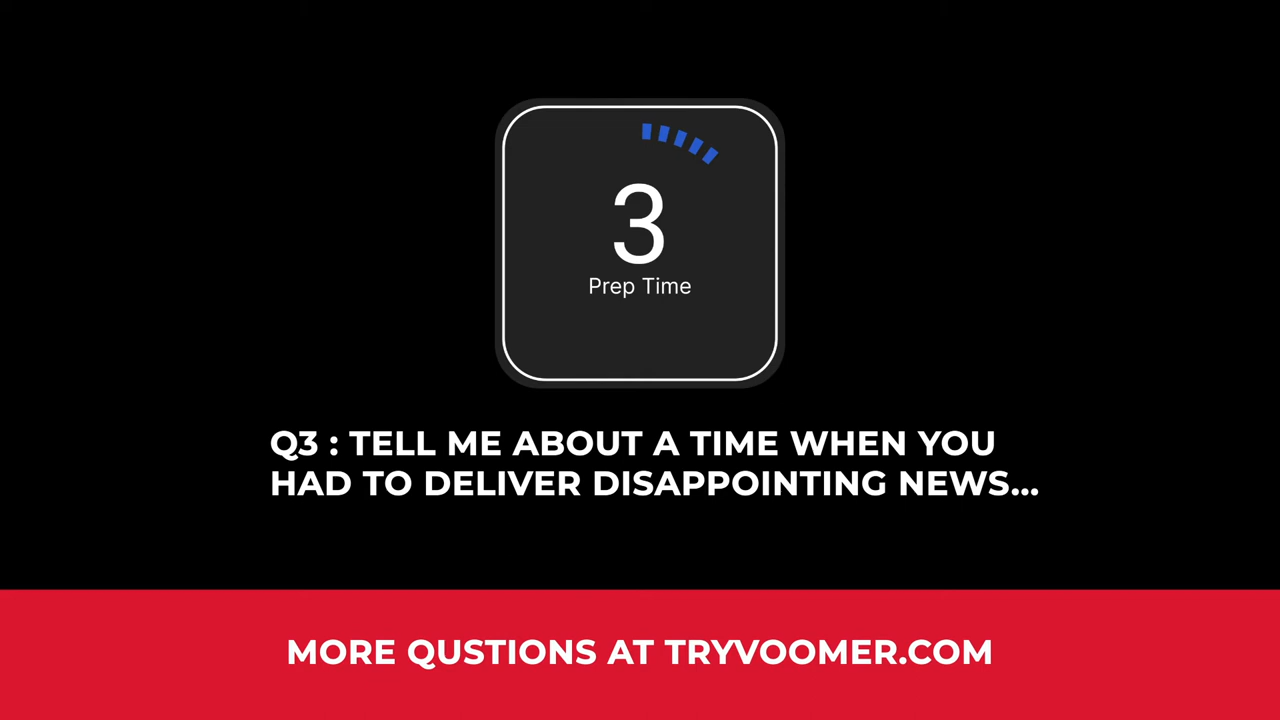 3
Prep Time
Q3 : TELL ME ABOUT A TIME WHEN YOU
HAD TO DELIVER DISAPPOINTING NEWS...
MORE QUSTIONS AT TRYVOOMER.COM